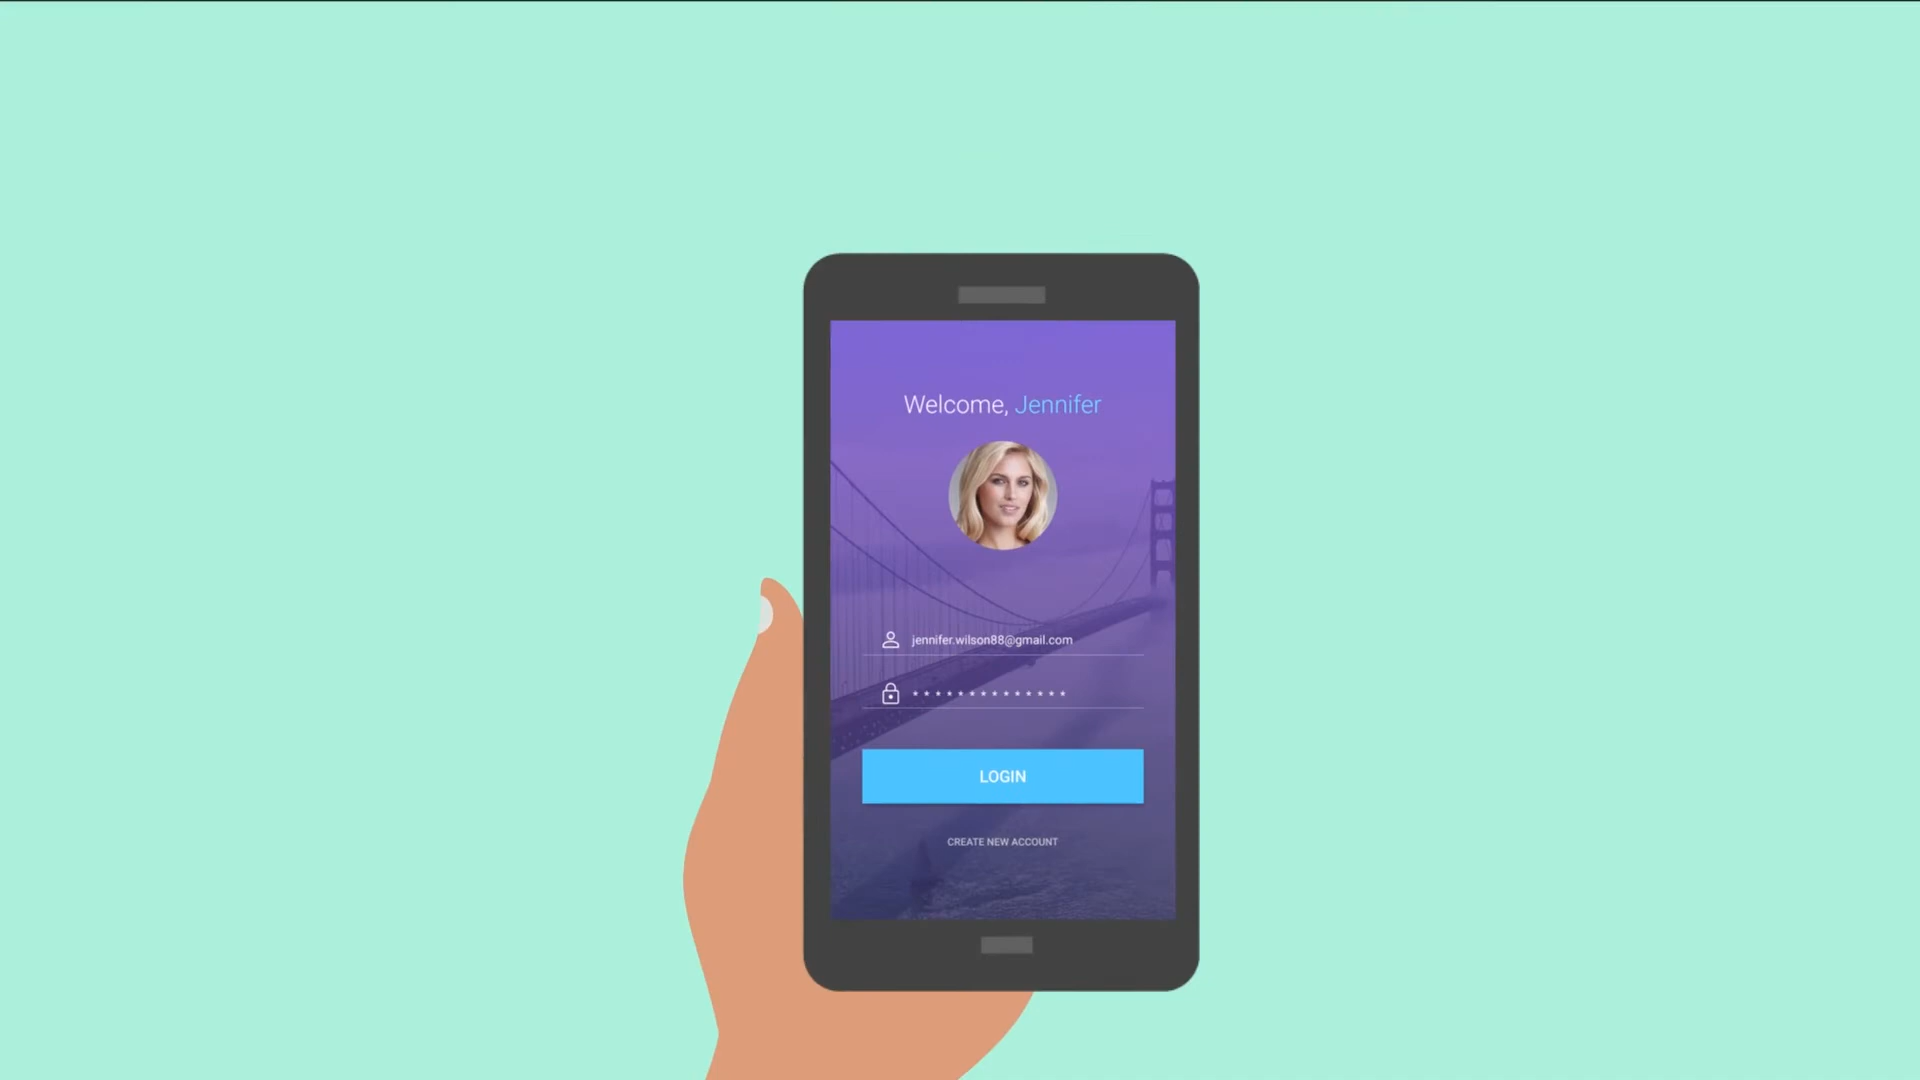 Welcome, Jennifer
jennifer.wilson88@gmail.com
**************
LOGIN
CREATE NEW ACCOUNT